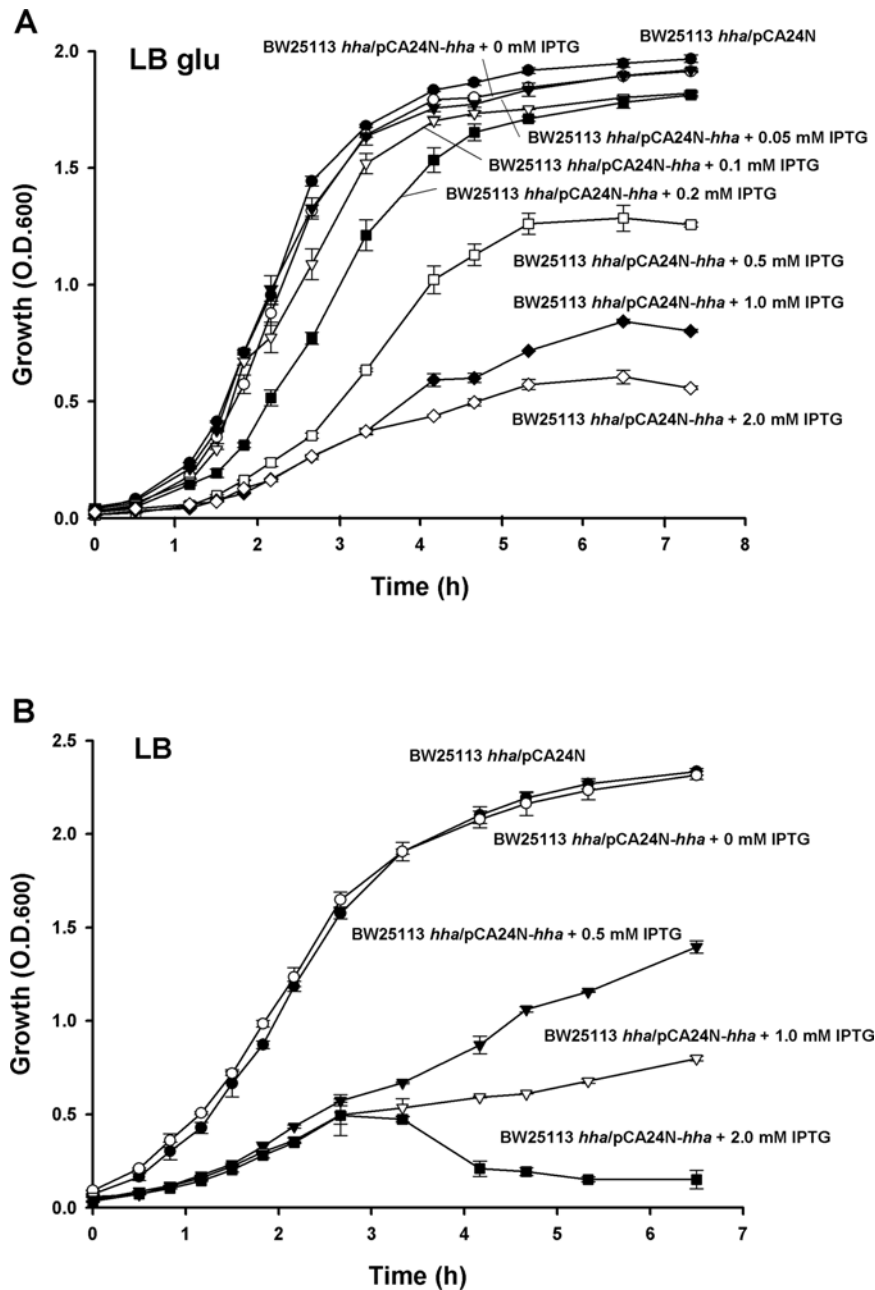 A
LB glu
BW25113 hha/pCA24N-hha + 0 mM IPTG
BW25113 hha/pCA24N
BW25113 hha/pCA24N-hha + 0.05 mM IPTG
BW25113 hha/pCA24N-hha + 0.1 mM IPTG
BW25113 hha/pCA24N-hha + 0.2 mM IPTG
BW25113 hha/pCA24N-hha + 0.5 mM IPTG
BW25113 hha/pCA24N-hha + 1.0 mM IPTG
BW25113 hha/pCA24N-hha + 2.0 mM IPTG
Growth (O.D.600)
2.0
1.5
1.0
0.5
0.0
0 1 2 3 4 5 6 7 8
Time (h)
B
LB
BW25113 hha/pCA24N
BW25113 hha/pCA24N-hha + 0 mM IPTG
BW25113 hha/pCA24N-hha + 0.5 mM IPTG
BW25113 hha/pCA24N-hha + 1.0 mM IPTG
BW25113 hha/pCA24N-hha + 2.0 mM IPTG
Growth (O.D.600)
2.5
2.0
1.5
1.0
0.5
0.0
0 1 2 3 4 5 6 7
Time (h)